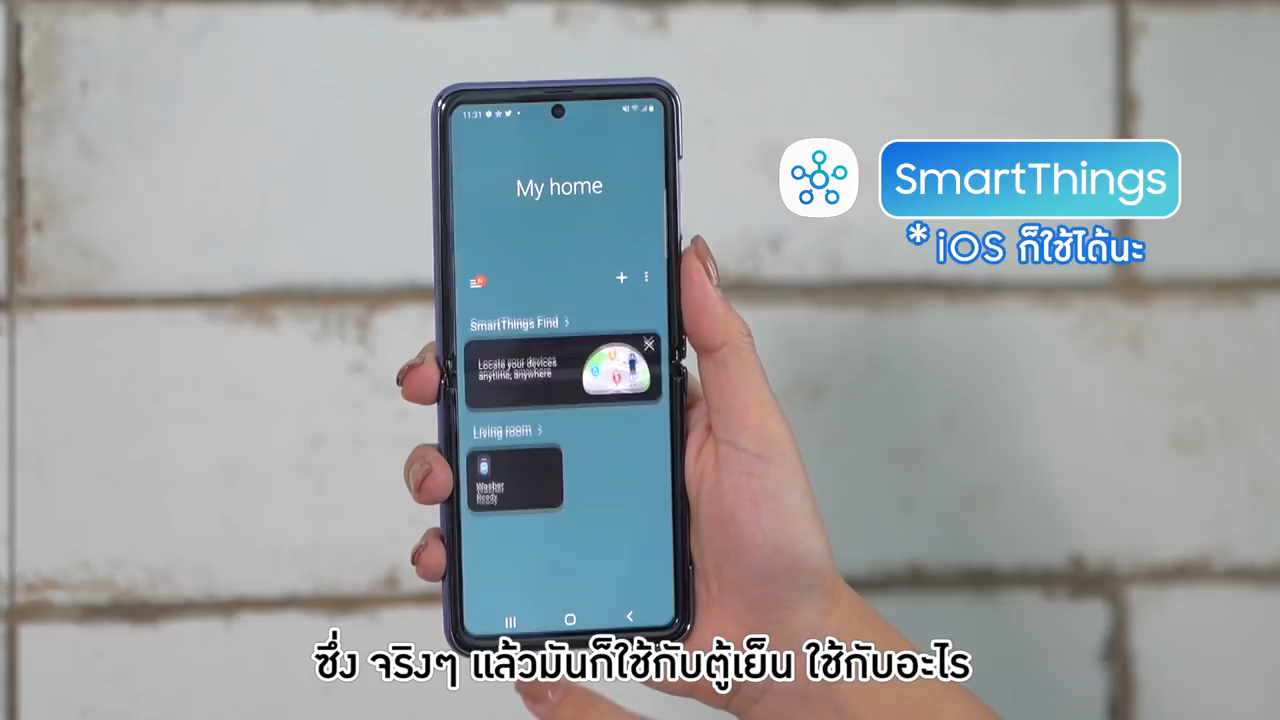 11:31
My home
SmartThings Find
Locate your devices
anytime, anywhere
Living room
Washer
Ready
SmartThings
*iOS ก็ใช้ได้นะ
ซึ่ง จริงๆ แล้วมันก็ใช้กับตู้เย็น ใช้กับอะไร